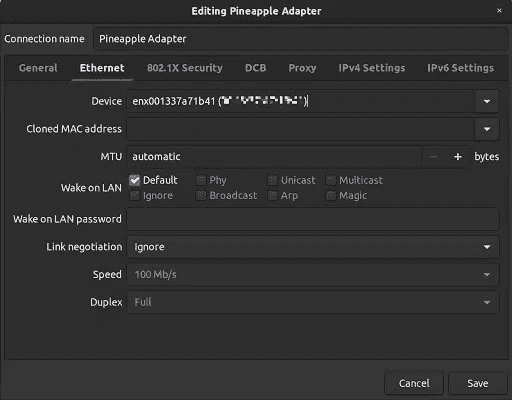 Editing Pineapple Adapter ×
Connection name Pineapple Adapter
General Ethernet 802.1X Security DCB Proxy IPv4 Settings IPv6 Settings
Device enx001337a71b41 ( )
Cloned MAC address
MTU automatic − + bytes
Wake on LAN Default Phy Unicast Multicast
Ignore Broadcast Arp Magic
Wake on LAN password
Link negotiation Ignore
Speed 100 Mb/s
Duplex Full
Cancel Save